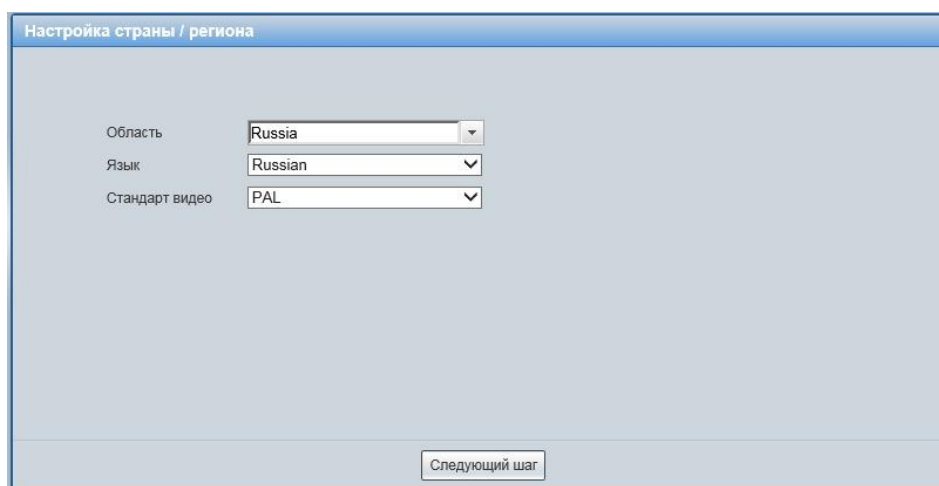 Настройка страны / региона
Область Russia
Язык Russian
Стандарт видео PAL
Следующий шаг